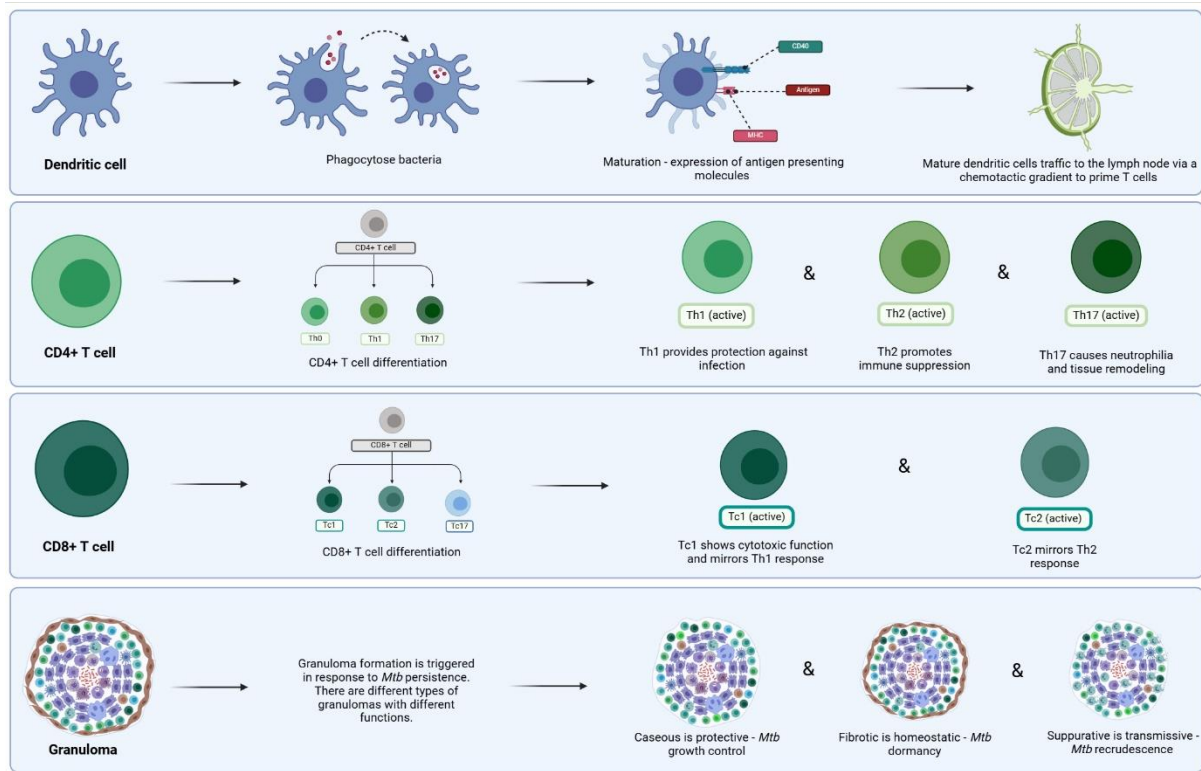 CD40
Antigen
MHC
Dendritic cell
Phagocytose bacteria
Maturation - expression of antigen presenting
molecules
Mature dendritic cells traffic to the lymph node via a
chemotactic gradient to prime T cells
CD4+ T cell
CD4+ T cell
Th0
Th1
Th17
CD4+ T cell differentiation
Th1 (active)
&
Th2 (active)
&
Th17 (active)
Th1 provides protection against
infection
Th2 promotes
immune suppression
Th17 causes neutrophilia
and tissue remodeling
CD8+ T cell
CD8+ T cell
Tc1
Tc2
Tc17
CD8+ T cell differentiation
Tc1 (active)
&
Tc2 (active)
Tc1 shows cytotoxic function
and mirrors Th1 response
Tc2 mirrors Th2
response
Granuloma
Granuloma formation is triggered
in response to Mtb persistence.
There are different types of
granulomas with different
functions.
&
&
Caseous is protective - Mtb
growth control
Fibrotic is homeostatic - Mtb
dormancy
Suppurative is transmissive -
Mtb recrudescence